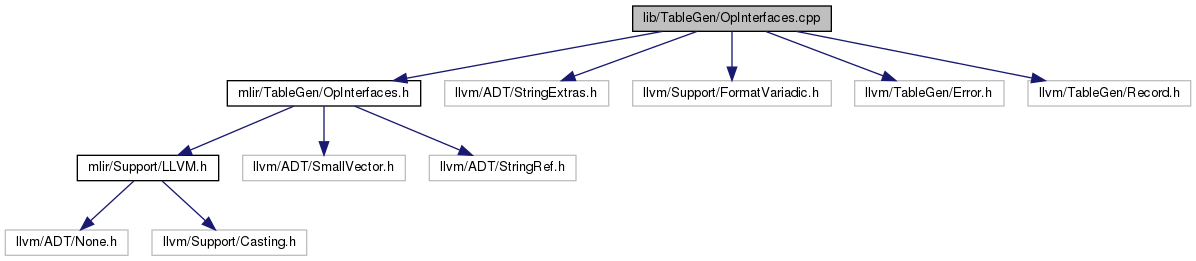 lib/TableGen/OpInterfaces.cpp
mlir/TableGen/OpInterfaces.h
llvm/ADT/StringExtras.h
llvm/Support/FormatVariadic.h
llvm/TableGen/Error.h
llvm/TableGen/Record.h
mlir/Support/LLVM.h
llvm/ADT/SmallVector.h
llvm/ADT/StringRef.h
llvm/ADT/None.h
llvm/Support/Casting.h